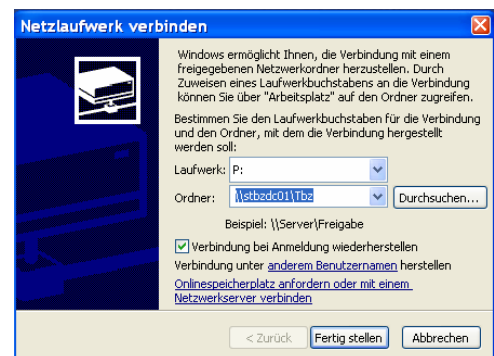 Netzlaufwerk verbinden
Windows ermöglicht Ihnen, die Verbindung mit einem
freigegebenen Netzwerkordner herzustellen. Durch
Zuweisen eines Laufwerkbuchstabens an die Verbindung
können Sie über "Arbeitsplatz" auf den Ordner zugreifen.
Bestimmen Sie den Laufwerkbuchstaben für die Verbindung
und den Ordner, mit dem die Verbindung hergestellt
werden soll:
Laufwerk: P:
Ordner: \\stbzdc01\Tbz Durchsuchen...
Beispiel: \\Server\Freigabe
Verbindung bei Anmeldung wiederherstellen
Verbindung unter anderem Benutzernamen herstellen
Onlinespeicherplatz anfordern oder mit einem
Netzwerkserver verbinden
< Zurück Fertig stellen Abbrechen